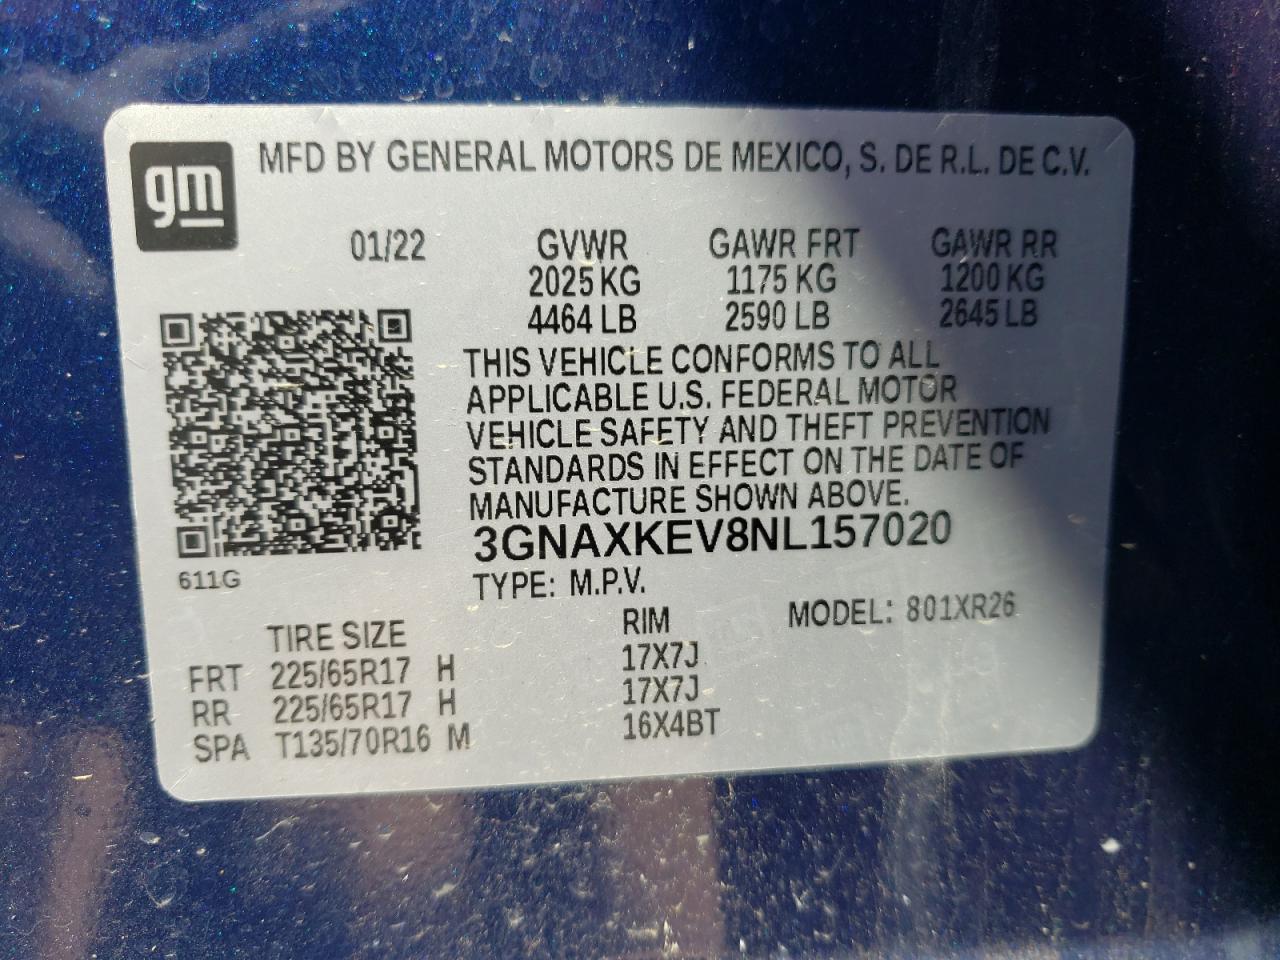 gm
MFD BY GENERAL MOTORS DE MEXICO, S. DE R.L. DE C.V.
01/22 GVWR GAWR FRT GAWR RR
2025 KG 1175 KG 1200 KG
4464 LB 2590 LB 2645 LB
THIS VEHICLE CONFORMS TO ALL
APPLICABLE U.S. FEDERAL MOTOR
VEHICLE SAFETY AND THEFT PREVENTION
STANDARDS IN EFFECT ON THE DATE OF
MANUFACTURE SHOWN ABOVE.
3GNAXKEV8NL157020
611G
TYPE: M.P.V.
MODEL: 801XR26
TIRE SIZE RIM
FRT 225/65R17 H 17X7J
RR 225/65R17 H 17X7J
SPA T135/70R16 M 16X4BT